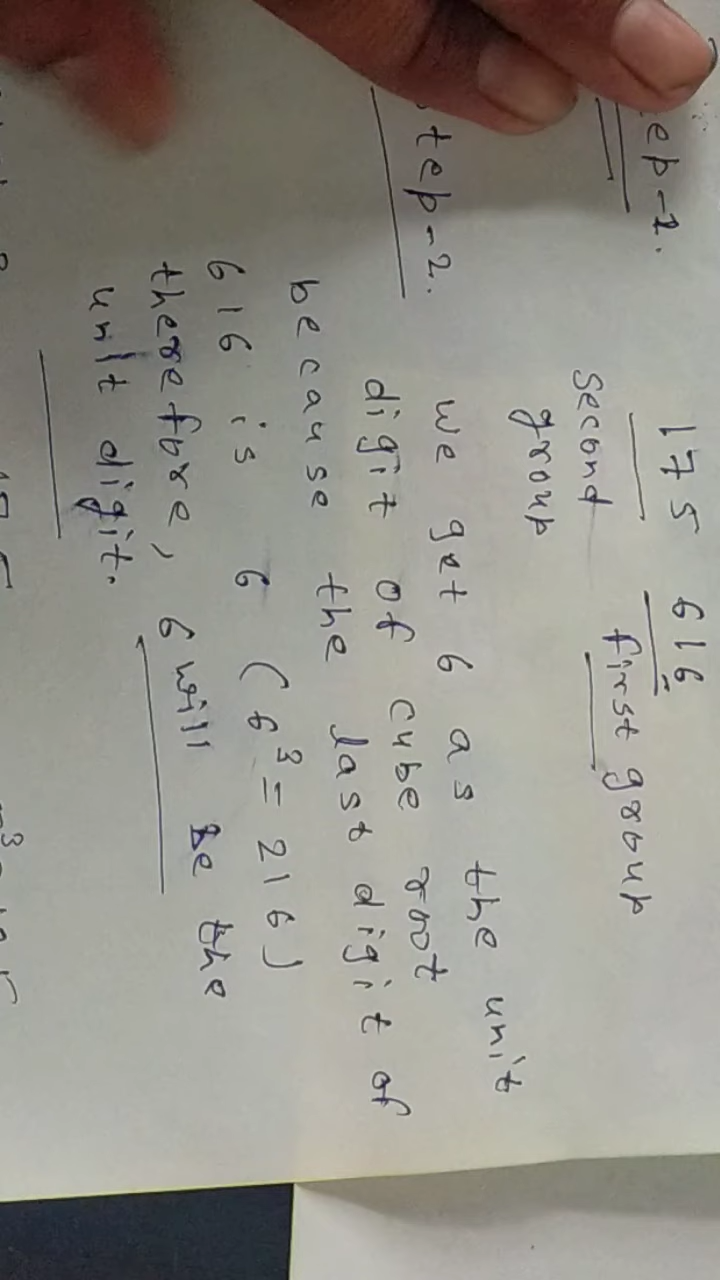 ep-1.
175 616
second first group
group
tep-2.
we get 6 as the unit
digit of cube root
because the last digit of
616 is 6 (6³ = 216)
therefore, 6 will be the
unit digit.